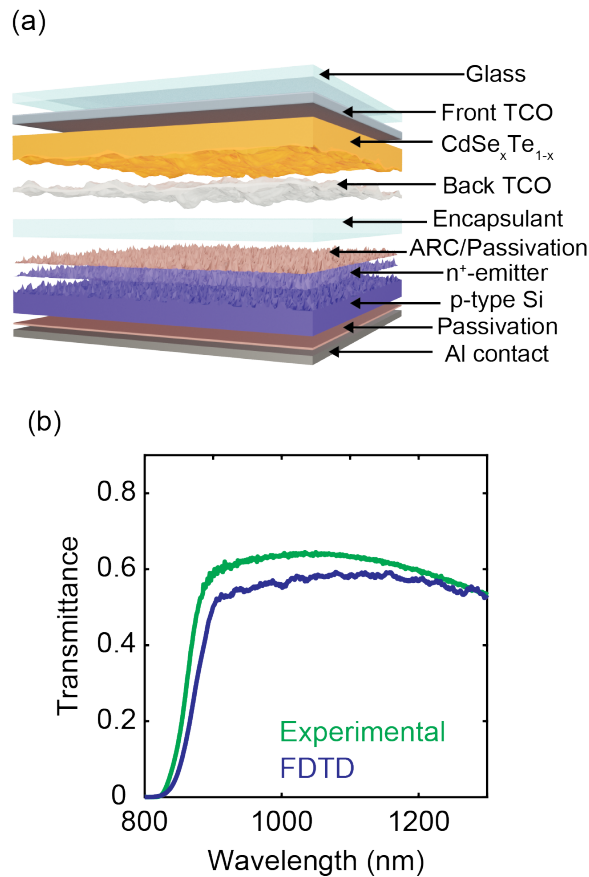 (a)
Glass
Front TCO
CdSeₓTe₁₋ₓ
Back TCO
Encapsulant
ARC/Passivation
n⁺-emitter
p-type Si
Passivation
Al contact
(b)
0.8
0.6
0.4
0.2
0
Transmittance
Experimental
FDTD
800 1000 1200
Wavelength (nm)